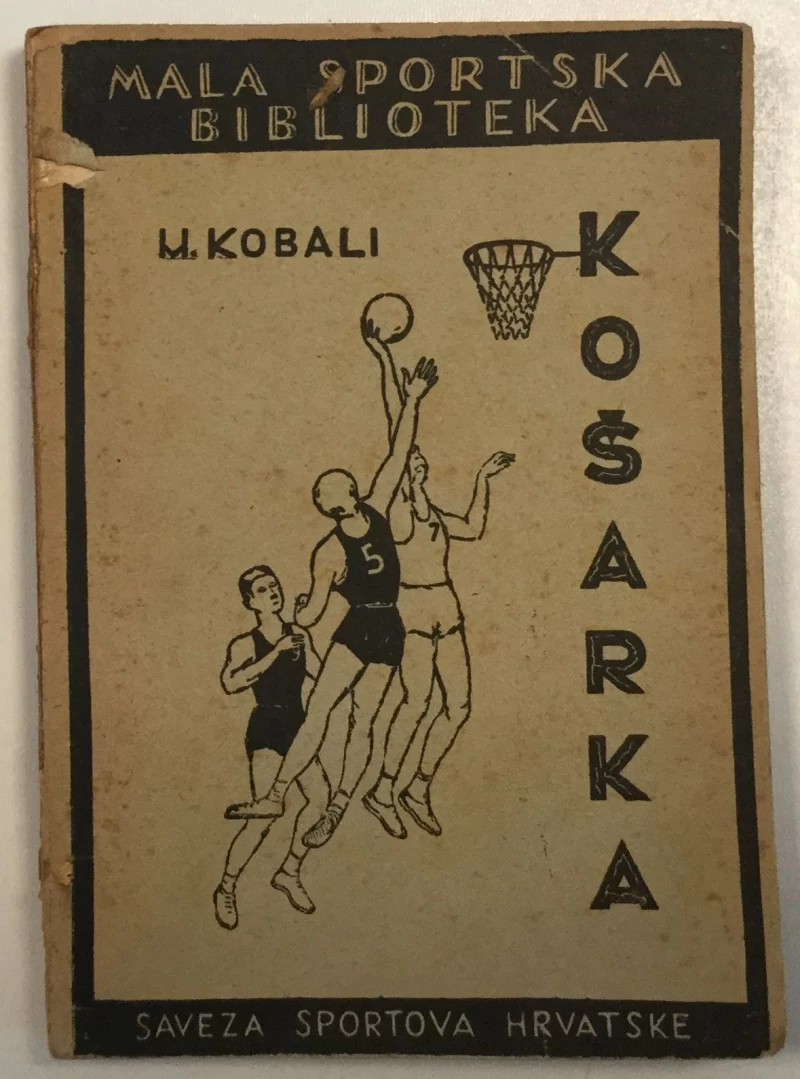 MALA SPORTSKA
BIBLIOTEKA
M. KOBALI
KOŠARKA
7
5
SAVEZA SPORTOVA HRVATSKE